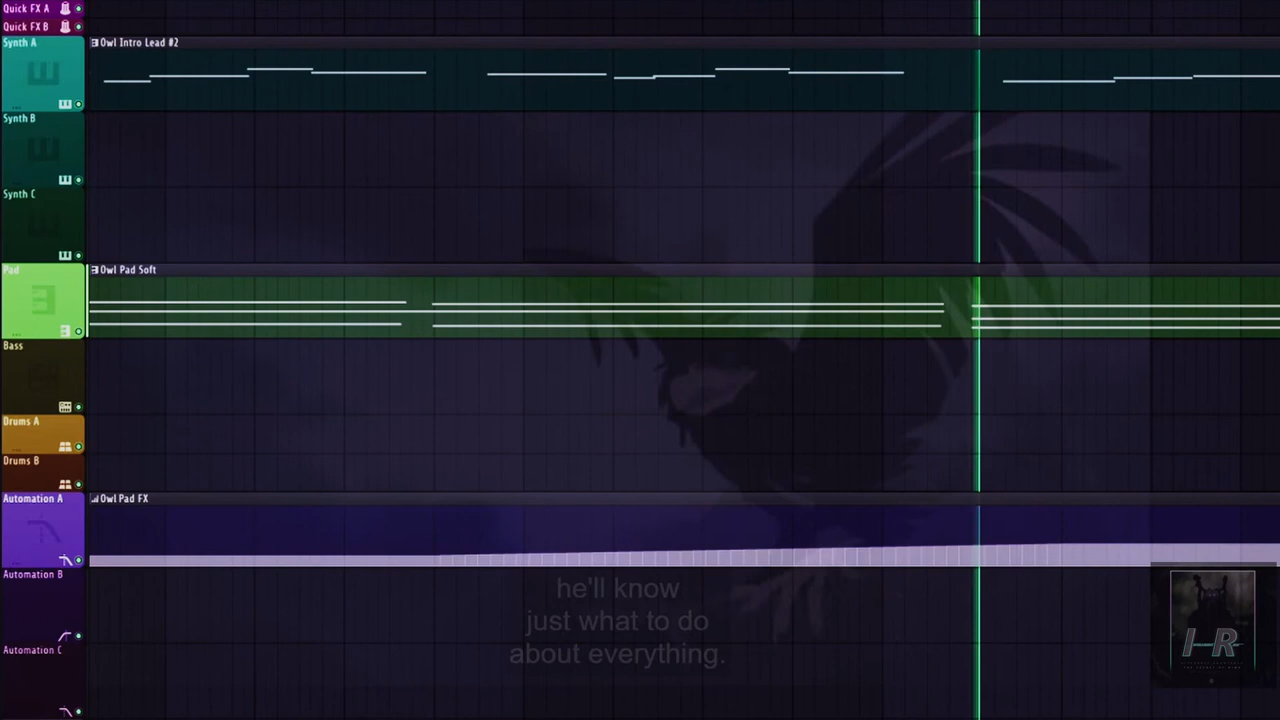 Quick FX A
Quick FX B
Synth A
Owl Intro Lead #2
Synth B
Synth C
Pad
Owl Pad Soft
Bass
Drums A
Drums B
Automation A
Owl Pad FX
Automation B
Automation C
he'll know
just what to do
about everything.
I-R